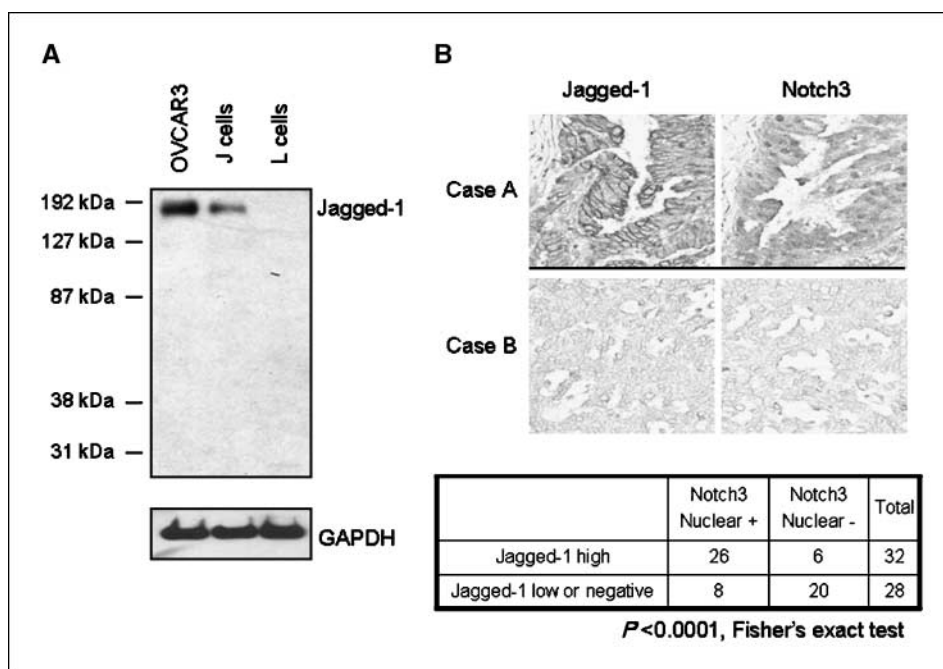 A
OVCAR3
J cells
L cells
192 kDa
Jagged-1
127 kDa
87 kDa
38 kDa
31 kDa
GAPDH
B
Jagged-1 Notch3
Case A
Case B
Notch3 Nuclear + Notch3 Nuclear - Total
Jagged-1 high 26 6 32
Jagged-1 low or negative 8 20 28
P<0.0001, Fisher's exact test